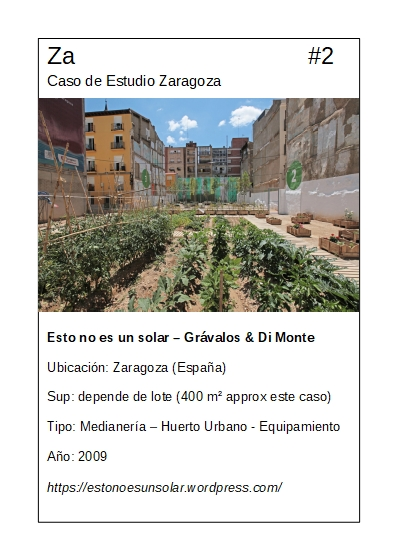 Za #2
Caso de Estudio Zaragoza
Esto no es un solar – Grávalos & Di Monte
Ubicación: Zaragoza (España)
Sup: depende de lote (400 m² approx este caso)
Tipo: Medianería – Huerto Urbano - Equipamiento
Año: 2009
https://estonoesunsolar.wordpress.com/